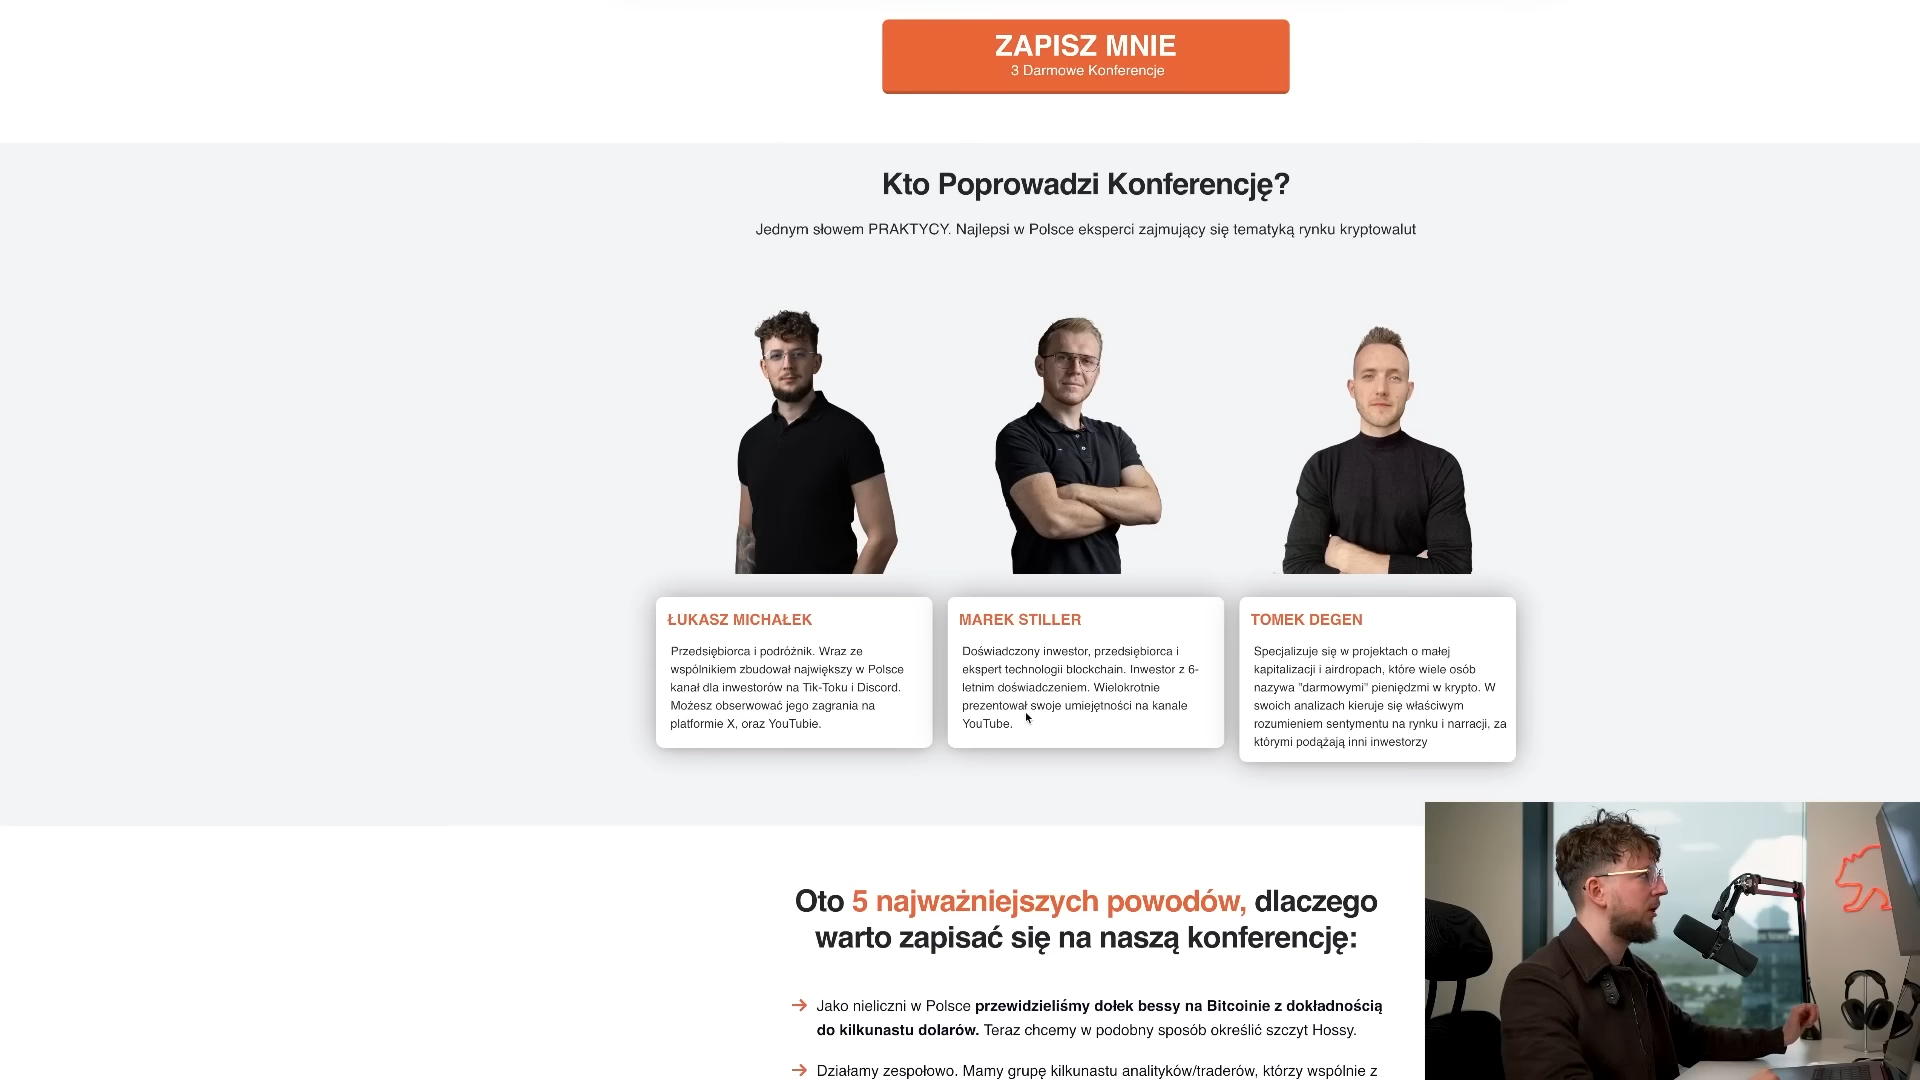 ZAPISZ MNIE
3 Darmowe Konferencje
Kto Poprowadzi Konferencję?
Jednym słowem PRAKTYCY. Najlepsi w Polsce eksperci zajmujący się tematyką rynku kryptowalut
ŁUKASZ MICHAŁEK
Przedsiębiorca i podróżnik. Wraz ze
wspólnikiem zbudował największy w Polsce
kanał dla inwestorów na Tik-Toku i Discord.
Możesz obserwować jego zagrania na
platformie X, oraz YouTubie.
MAREK STILLER
Doświadczony inwestor, przedsiębiorca i
ekspert technologii blockchain. Inwestor z 6-
letnim doświadczeniem. Wielokrotnie
prezentował swoje umiejętności na kanale
YouTube.
TOMEK DEGEN
Specjalizuje się w projektach o małej
kapitalizacji i airdropach, które wiele osób
nazywa "darmowymi" pieniędzmi w krypto. W
swoich analizach kieruje się właściwym
rozumieniem sentymentu na rynku i narracji, za
którymi podążają inni inwestorzy
Oto 5 najważniejszych powodów, dlaczego
warto zapisać się na naszą konferencję:
Jako nieliczni w Polsce przewidzieliśmy dołek bessy na Bitcoinie z dokładnością
do kilkunastu dolarów. Teraz chcemy w podobny sposób określić szczyt Hossy.
Działamy zespołowo. Mamy grupę kilkunastu analityków/traderów, którzy wspólnie z